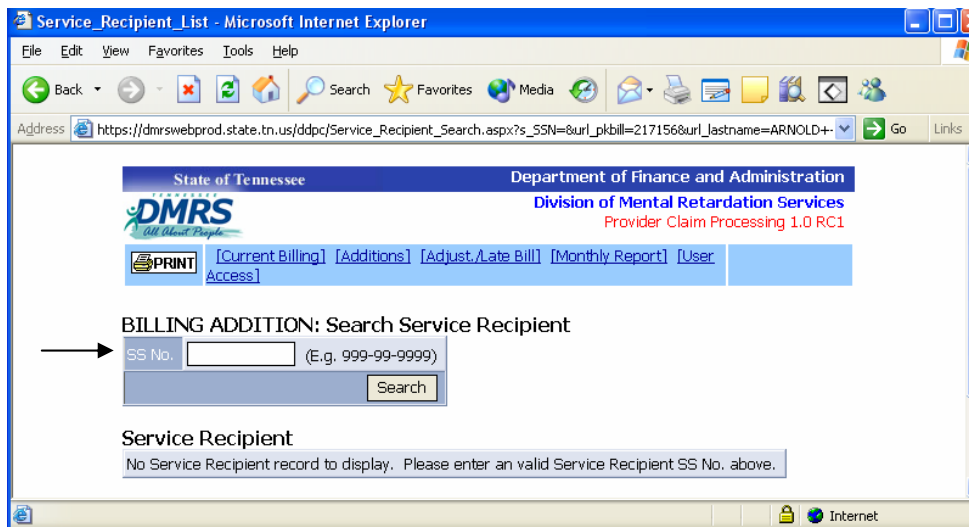 Service_Recipient_List - Microsoft Internet Explorer
File Edit View Favorites Tools Help
Back Search Favorites Media
Address https://dmrswebprod.state.tn.us/ddpc/Service_Recipient_Search.aspx?s_SSN=&url_pkbill=217156&url_lastname=ARNOLD+- Go Links
State of Tennessee Department of Finance and Administration
TENNESSEE
DMRS
All About People
Division of Mental Retardation Services
Provider Claim Processing 1.0 RC1
PRINT [Current Billing] [Additions] [Adjust./Late Bill] [Monthly Report] [User
Access]
BILLING ADDITION: Search Service Recipient
SS No. (E.g. 999-99-9999)
Search
Service Recipient
No Service Recipient record to display. Please enter an valid Service Recipient SS No. above.
Internet